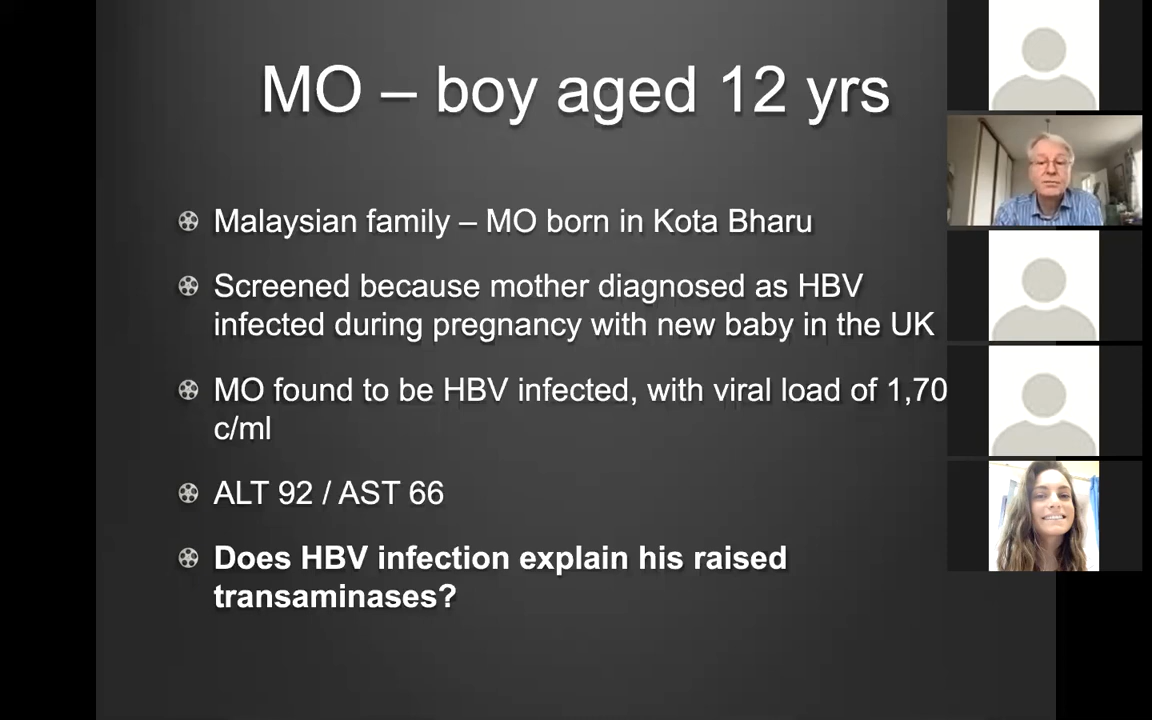 MO – boy aged 12 yrs
Malaysian family – MO born in Kota Bharu
Screened because mother diagnosed as HBV
infected during pregnancy with new baby in the UK
MO found to be HBV infected, with viral load of 1,70
c/ml
ALT 92 / AST 66
Does HBV infection explain his raised
transaminases?